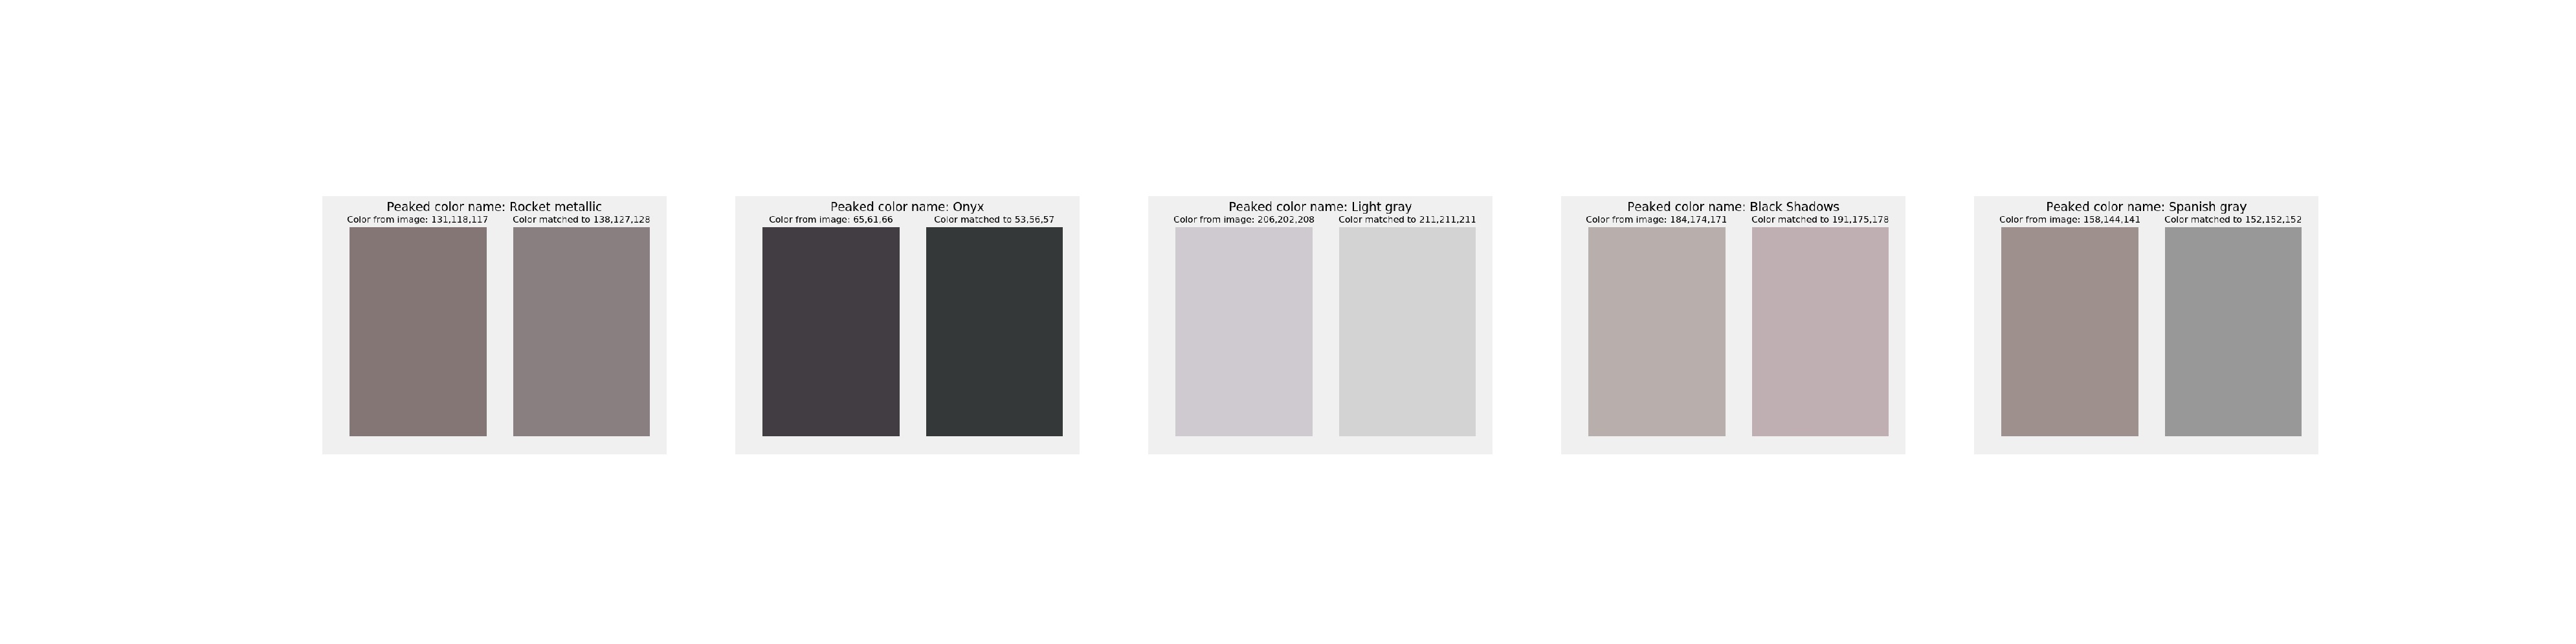 Peaked color name: Rocket metallic
Color from image: 131,118,117
Color matched to 138,127,128
Peaked color name: Onyx
Color from image: 65,61,66
Color matched to 53,56,57
Peaked color name: Light gray
Color from image: 206,202,208
Color matched to 211,211,211
Peaked color name: Black Shadows
Color from image: 184,174,171
Color matched to 191,175,178
Peaked color name: Spanish gray
Color from image: 158,144,141
Color matched to 152,152,152